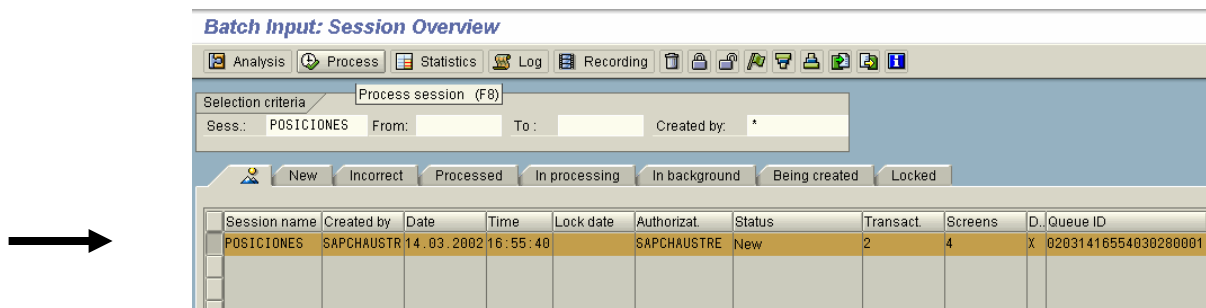 Batch Input: Session Overview
Analysis Process Statistics Log Recording
Process session (F8)
Selection criteria
Sess.: POSICIONES From: To : Created by: *
New Incorrect Processed In processing In background Being created Locked
Session name Created by Date Time Lock date Authorizat. Status Transact. Screens D.. Queue ID
POSICIONES SAPCHAUSTR 14.03.2002 16:55:40 SAPCHAUSTRE New 2 4 X 02031416554030280001